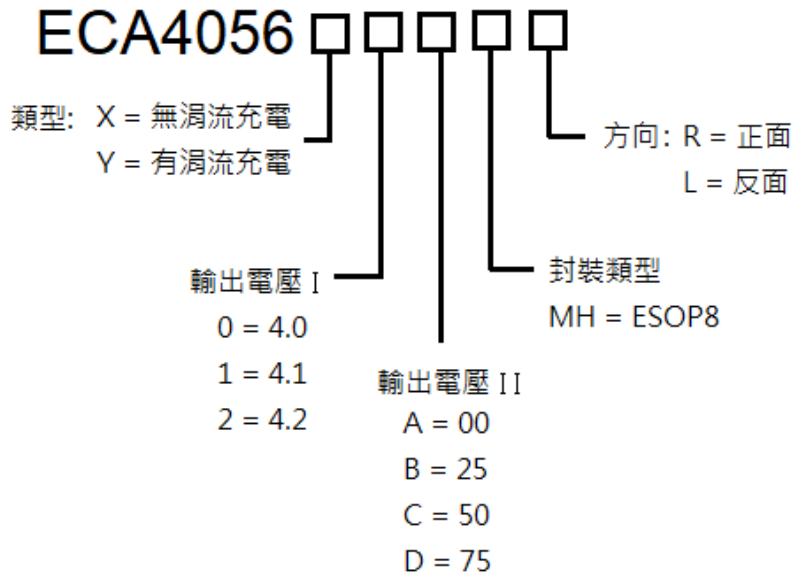 ECA4056 □ □ □ □ □
類型: X = 無涓流充電
Y = 有涓流充電
方向: R = 正面
L = 反面
輸出電壓 I
0 = 4.0
1 = 4.1
2 = 4.2
封裝類型
MH = ESOP8
輸出電壓 II
A = 00
B = 25
C = 50
D = 75